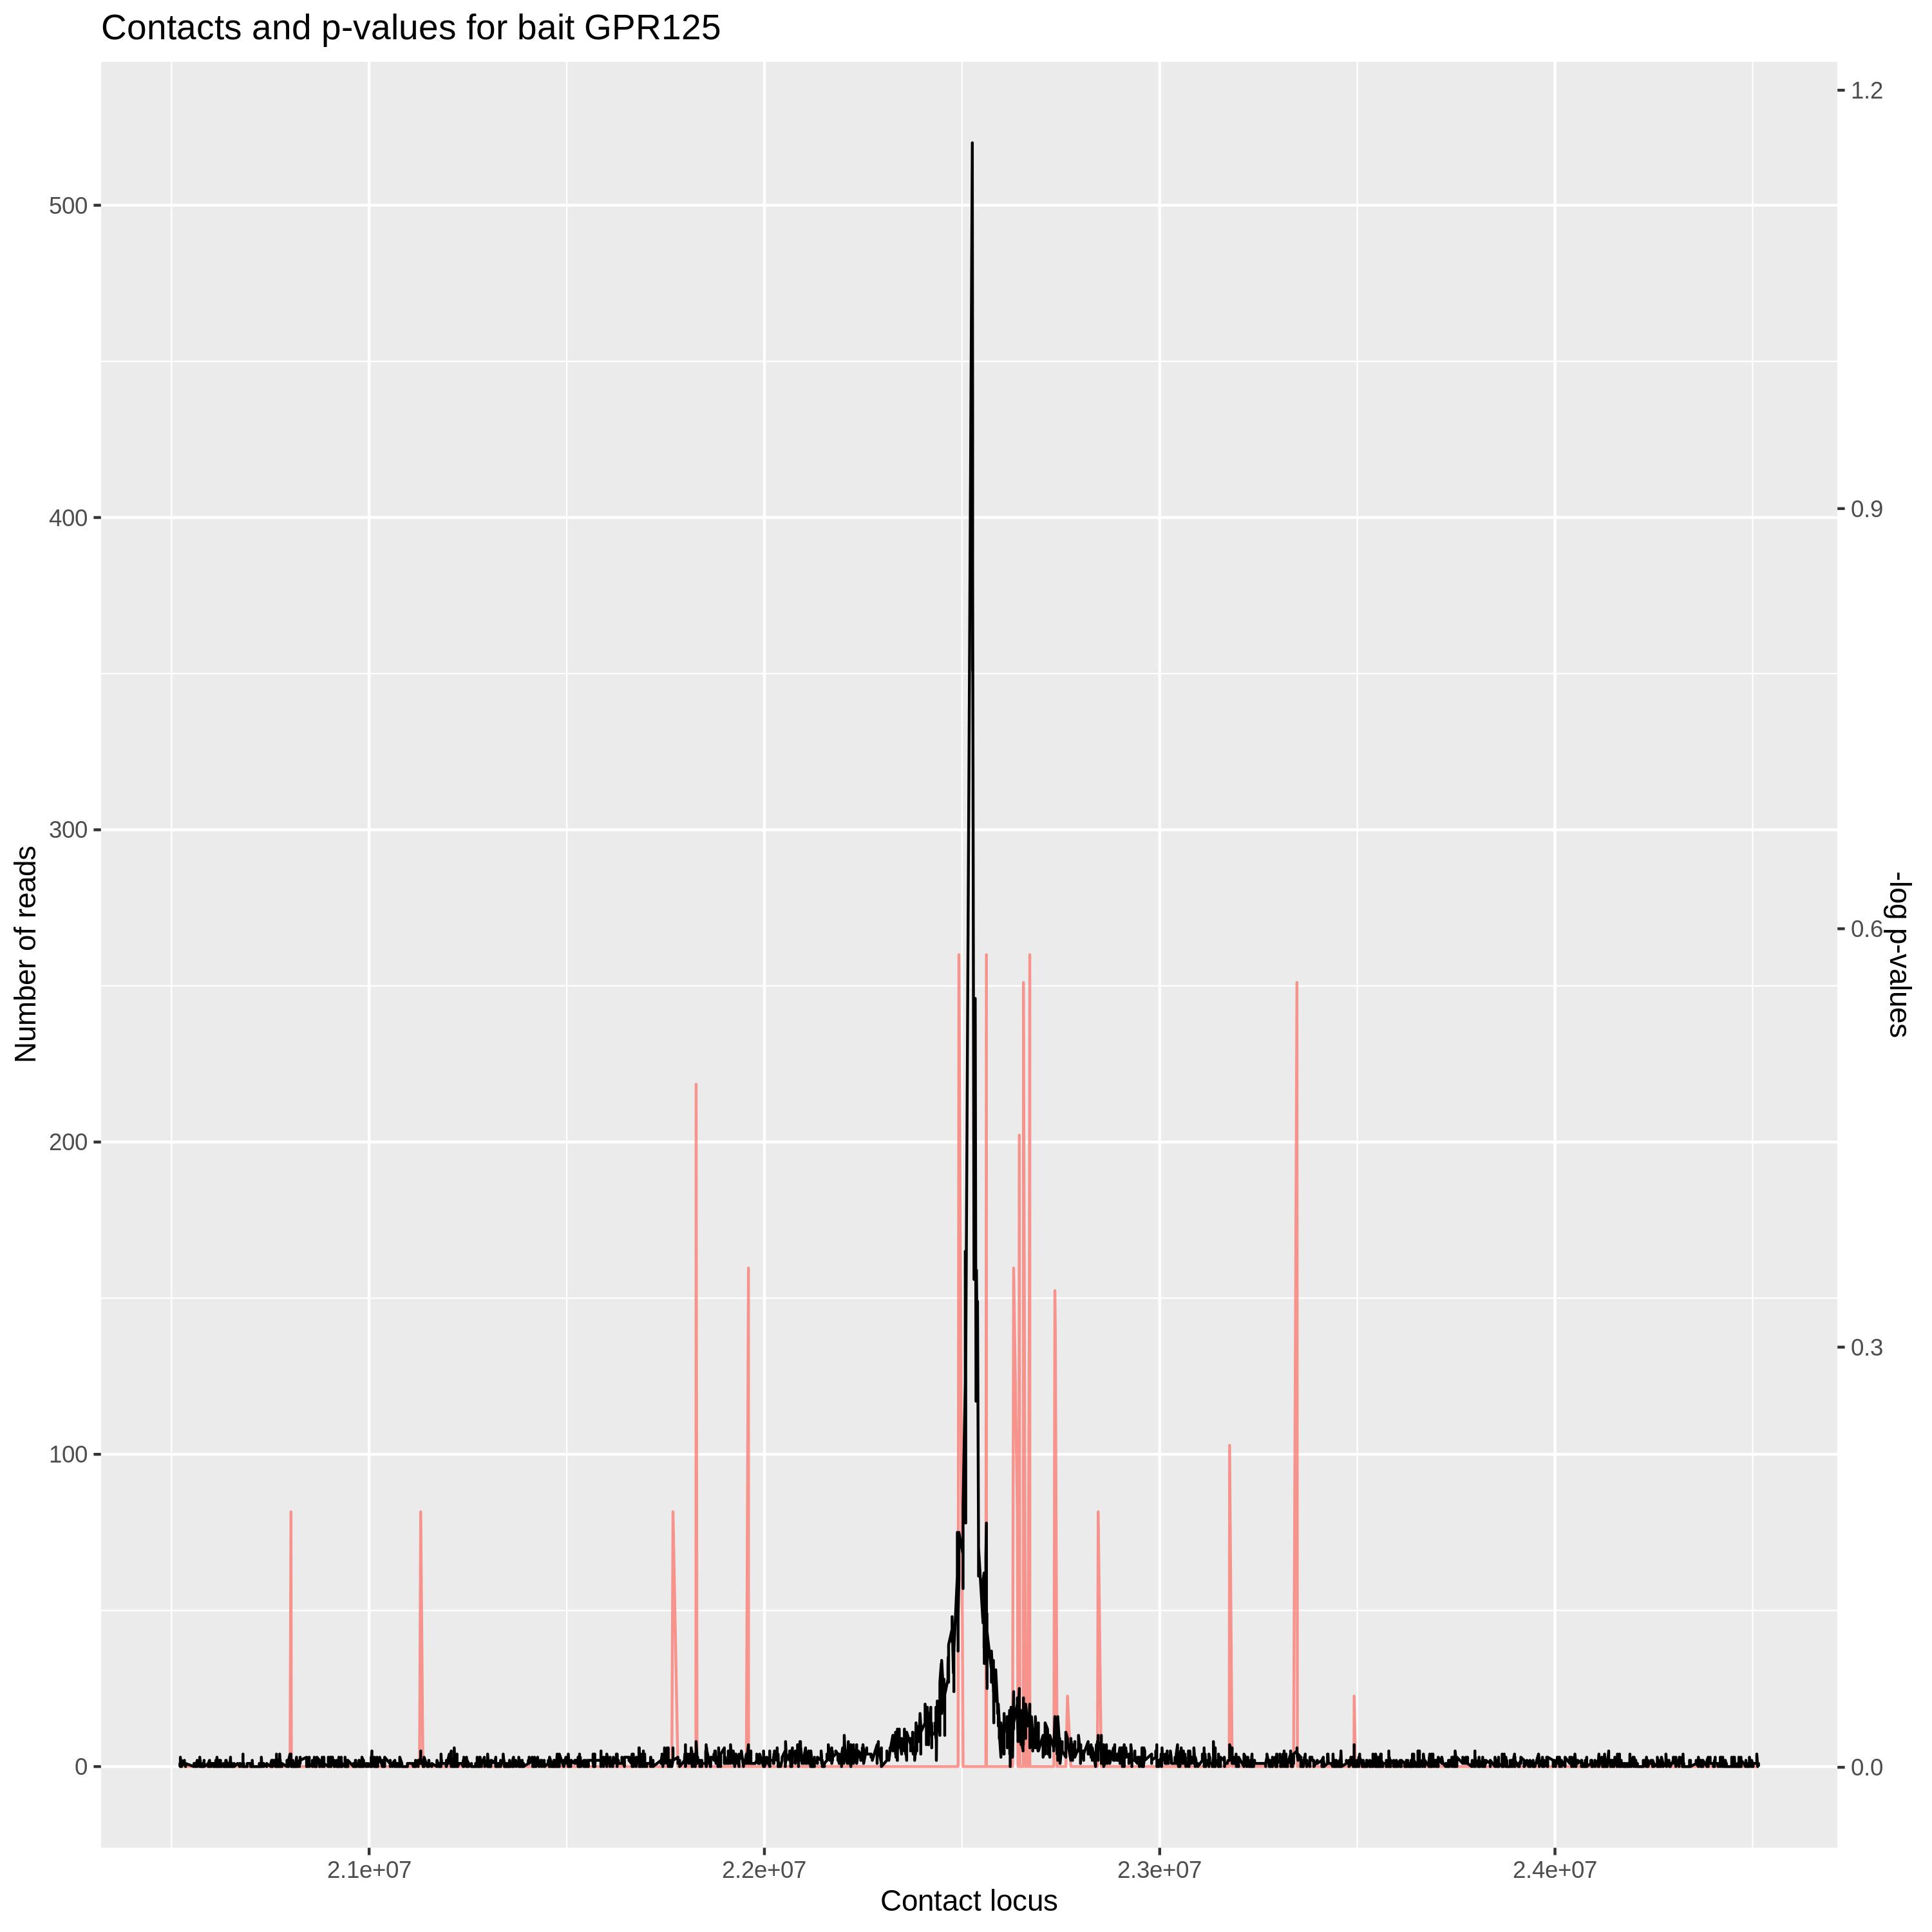 Contacts and p-values for bait GPR125
Number of reads
500
400
300
200
100
0
1.2
0.9
0.6
0.3
0.0
-log p-values
2.1e+07
2.2e+07
2.3e+07
2.4e+07
Contact locus